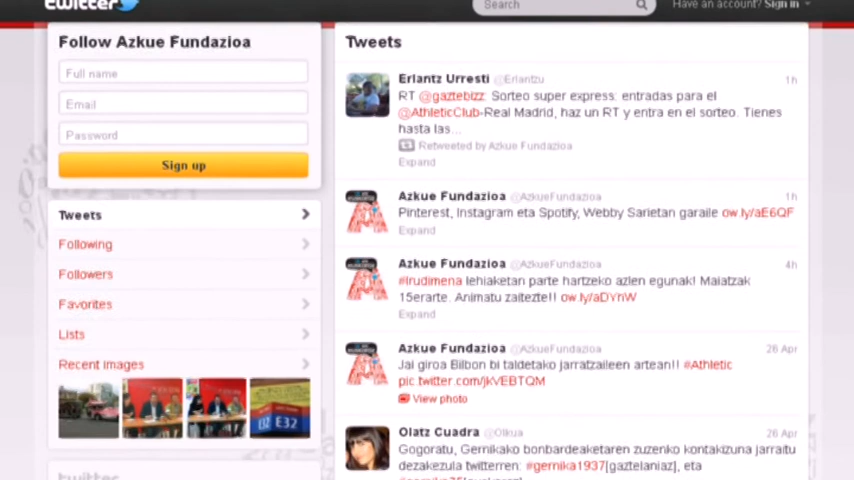 twitter
Search
Have an account? Sign in
Follow Azkue Fundazioa
Full name
Email
Password
Sign up
Tweets
Following
Followers
Favorites
Lists
Recent Images
E32
twitter
Tweets
Erlantz Urresti @Erlantzu 1h
RT @gaztebizz: Sorteo super express: entradas para el
@AthleticClub-Real Madrid, haz un RT y entra en el sorteo. Tienes
hasta las...
Retweeted by Azkue Fundazioa
Expand
Azkue Fundazioa @AzkueFundazioa 1h
Pinterest, Instagram eta Spotify, Webby Sarietan garaile ow.ly/aE6QF
Expand
Azkue Fundazioa @AzkueFundazioa 4h
#Irudimena lehiaketan parte hartzeko azlen egunak! Maiatzak
15erarte. Animatu zaitezte!! ow.ly/aDYnW
Expand
Azkue Fundazioa @AzkueFundazioa 26 Apr
Jai giroa Bilbon bi taldetako jarratzaileen artean!! #Athletic
pic.twitter.com/jkVEBTQM
View photo
Olatz Cuadra @Olkua 26 Apr
Gogoratu, Gernikako bonbardeaketaren zuzenko kontakizuna jarraitu
dezakezula twitterren: #gernika1937[gaztelaniaz], eta